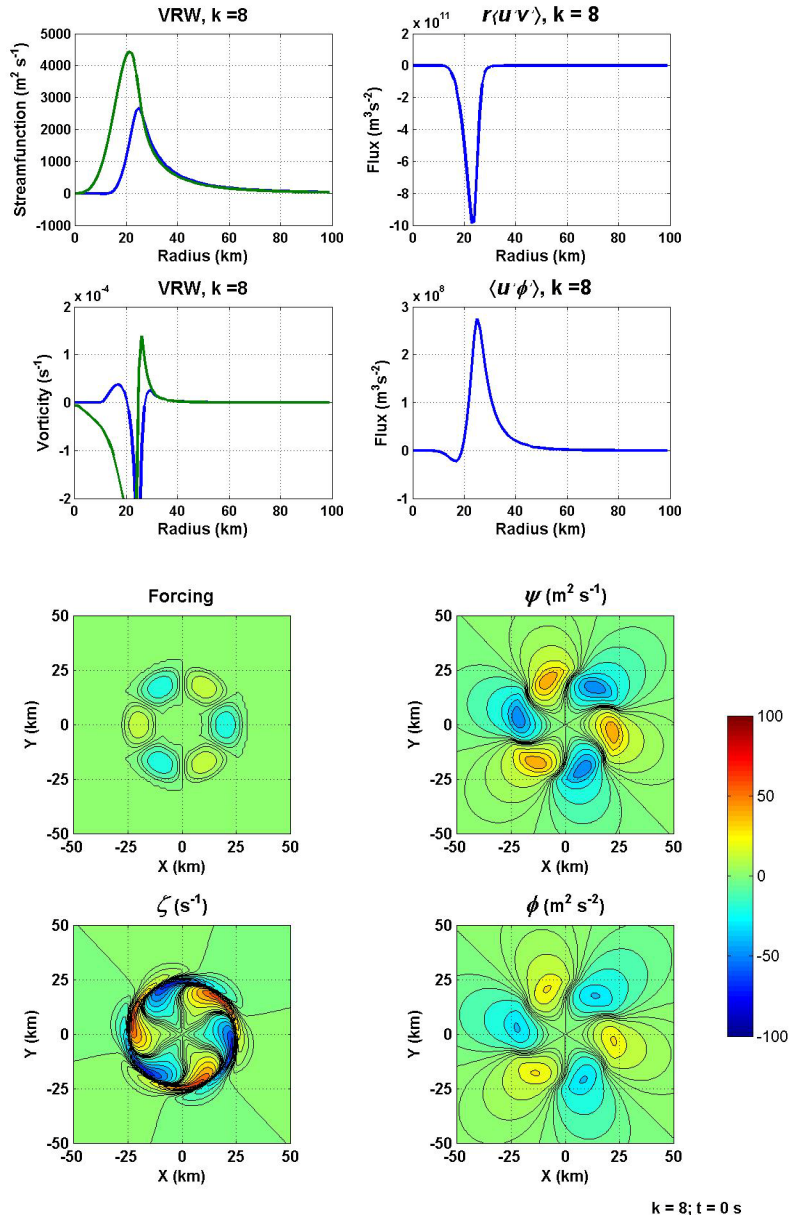 VRW, k =8
5000
4000
3000
2000
1000
0
-1000
0 20 40 60 80 100
Streamfunction (m² s⁻¹)
Radius (km)
r⟨u'v'⟩, k = 8
x 10¹¹
2
0
-2
-4
-6
-8
-10
0 20 40 60 80 100
Flux (m³s⁻²)
Radius (km)
VRW, k =8
x 10⁻⁴
2
1
0
-1
-2
0 20 40 60 80 100
Vorticity (s⁻¹)
Radius (km)
⟨u'ϕ'⟩, k =8
x 10⁸
3
2
1
0
-1
0 20 40 60 80 100
Flux (m³s⁻²)
Radius (km)
Forcing
50
25
0
-25
-50
-50 -25 0 25 50
Y (km)
X (km)
ψ (m² s⁻¹)
50
25
0
-25
-50
-50 -25 0 25 50
Y (km)
X (km)
ζ (s⁻¹)
50
25
0
-25
-50
-50 -25 0 25 50
Y (km)
X (km)
ϕ (m² s⁻²)
50
25
0
-25
-50
-50 -25 0 25 50
Y (km)
X (km)
100
50
0
-50
-100
k = 8; t = 0 s